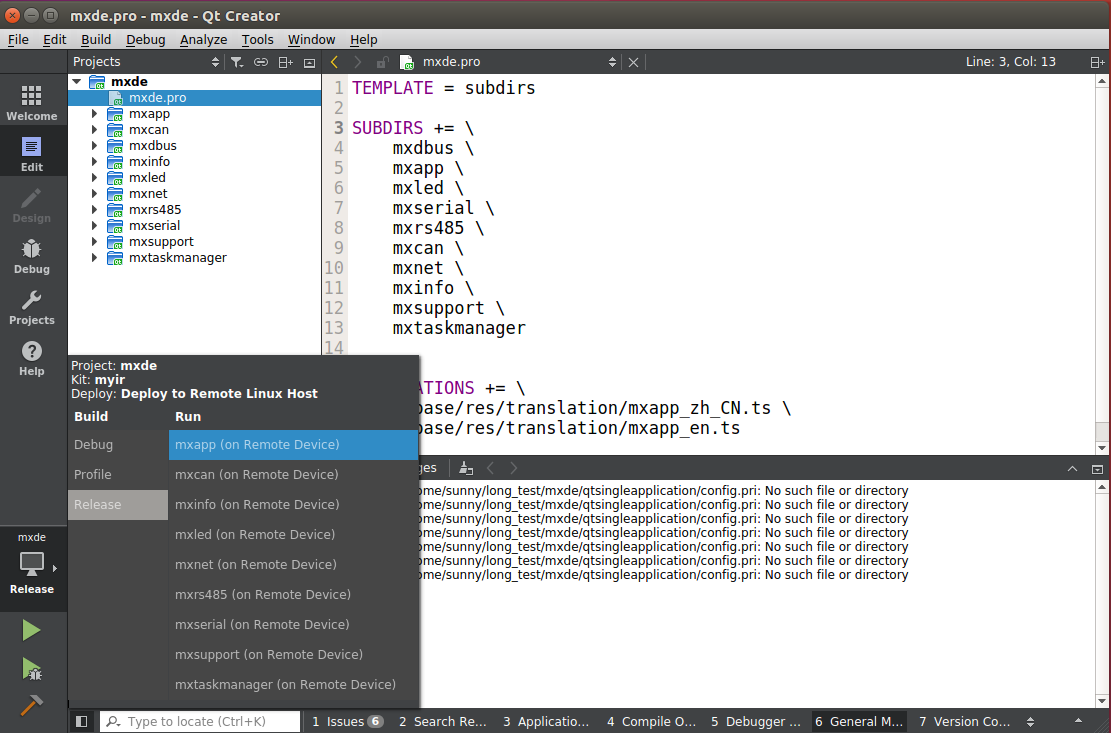 mxde.pro - mxde - Qt Creator
File Edit Build Debug Analyze Tools Window Help
Projects
mxde.pro
Line: 3, Col: 13
Welcome
Edit
Design
Debug
Projects
Help
mxde
mxde.pro
mxapp
mxcan
mxdbus
mxinfo
mxled
mxnet
mxrs485
mxserial
mxsupport
mxtaskmanager
1 TEMPLATE = subdirs
2
3 SUBDIRS += \
4 mxdbus \
5 mxapp \
6 mxled \
7 mxserial \
8 mxrs485 \
9 mxcan \
10 mxnet \
11 mxinfo \
12 mxsupport \
13 mxtaskmanager
14
ATIONS += \
base/res/translation/mxapp_zh_CN.ts \
base/res/translation/mxapp_en.ts
Project: mxde
Kit: myir
Deploy: Deploy to Remote Linux Host
Build Run
Debug
Profile
Release
mxapp (on Remote Device)
mxcan (on Remote Device)
mxinfo (on Remote Device)
mxled (on Remote Device)
mxnet (on Remote Device)
mxrs485 (on Remote Device)
mxserial (on Remote Device)
mxsupport (on Remote Device)
mxtaskmanager (on Remote Device)
ges
ome/sunny/long_test/mxde/qtsingleapplication/config.pri: No such file or directory
ome/sunny/long_test/mxde/qtsingleapplication/config.pri: No such file or directory
ome/sunny/long_test/mxde/qtsingleapplication/config.pri: No such file or directory
ome/sunny/long_test/mxde/qtsingleapplication/config.pri: No such file or directory
ome/sunny/long_test/mxde/qtsingleapplication/config.pri: No such file or directory
ome/sunny/long_test/mxde/qtsingleapplication/config.pri: No such file or directory
ome/sunny/long_test/mxde/qtsingleapplication/config.pri: No such file or directory
mxde
Release
Type to locate (Ctrl+K)
1 Issues 6
2 Search Re...
3 Applicatio...
4 Compile O...
5 Debugger ...
6 General M...
7 Version Co...